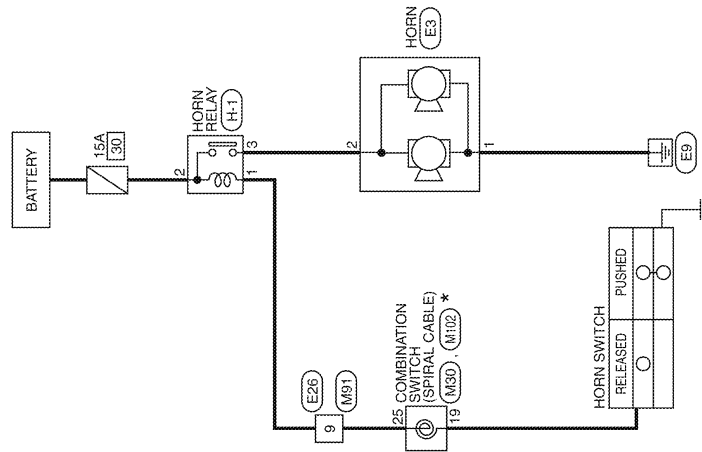 BATTERY
15A
30
2
HORN
RELAY
H-1
3
1
HORN
E3
2
1
E9
E26
M91
9
25
COMBINATION
SWITCH
(SPIRAL CABLE)
M30 , M102 *
19
HORN SWITCH
RELEASED
PUSHED